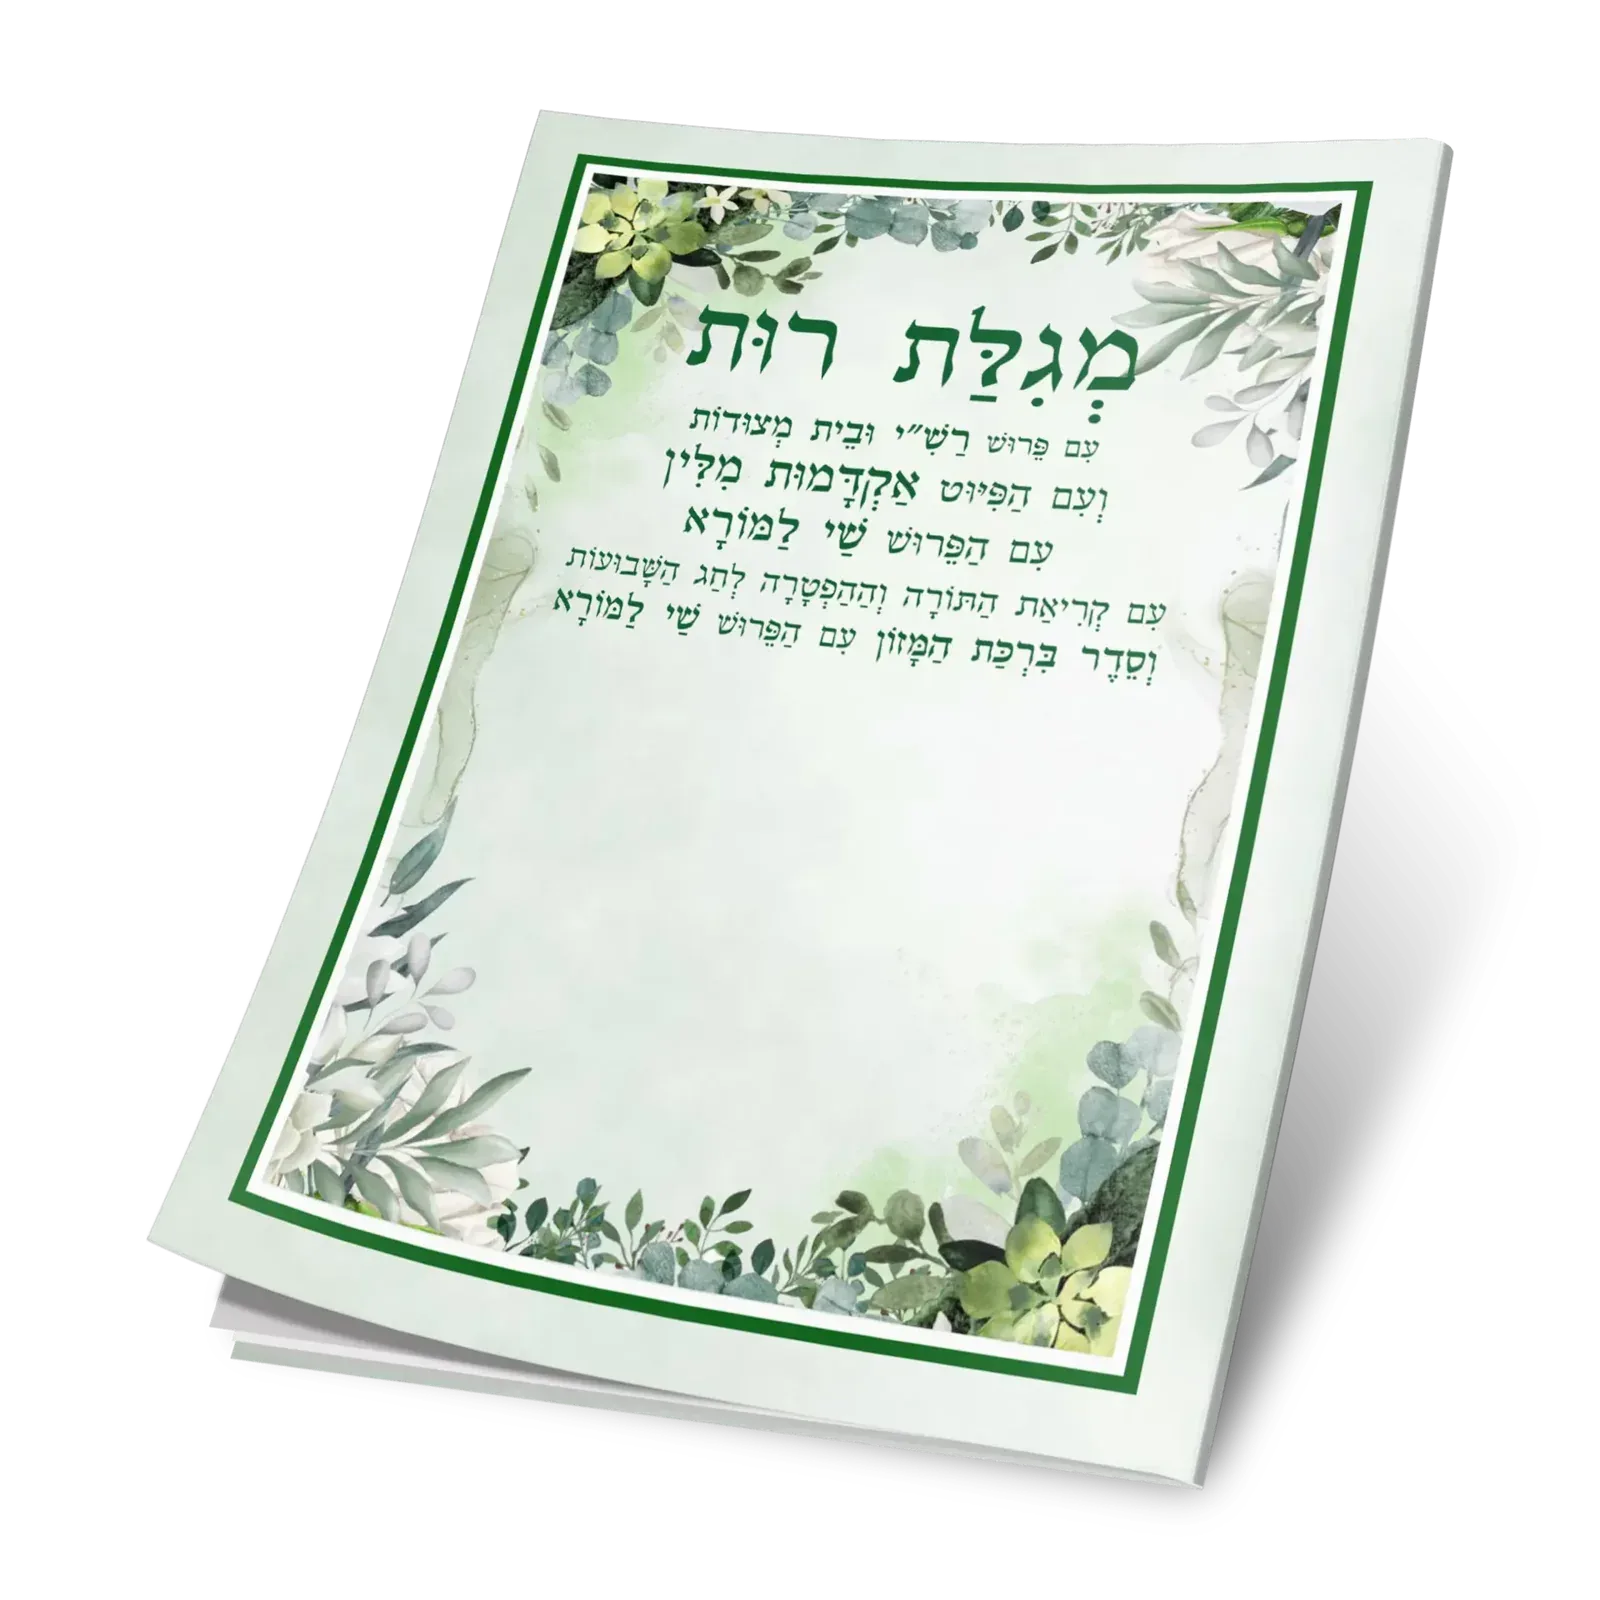 מְגִלַּת רוּת
עִם פֵּרוּשׁ רַשִׁ״י וּבֵית מְצוּדוֹת
וְעִם הַפִּיּוּט אַקְדָּמוּת מִלִּין
עִם הַפֵּרוּשׁ שַׁי לַמּוֹרָא
עִם קְרִיאַת הַתּוֹרָה וְהַהַפְטָרָה לְחַג הַשָּׁבוּעוֹת
וְסֵדֶר בִּרְכַּת הַמָּזוֹן עִם הַפֵּרוּשׁ שַׁי לַמּוֹרָא